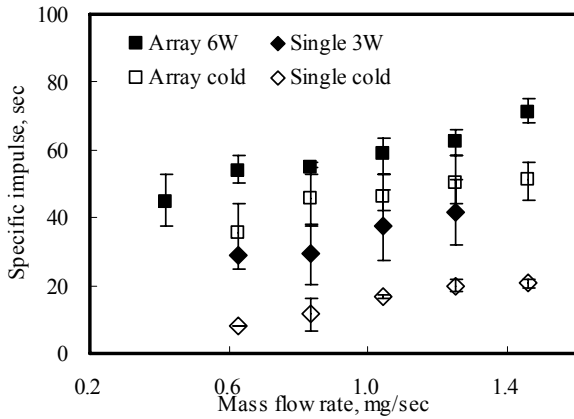 100
80
60
40
20
0
Specific impulse, sec
Array 6W
Single 3W
Array cold
Single cold
0.2
0.6
1.0
1.4
Mass flow rate, mg/sec